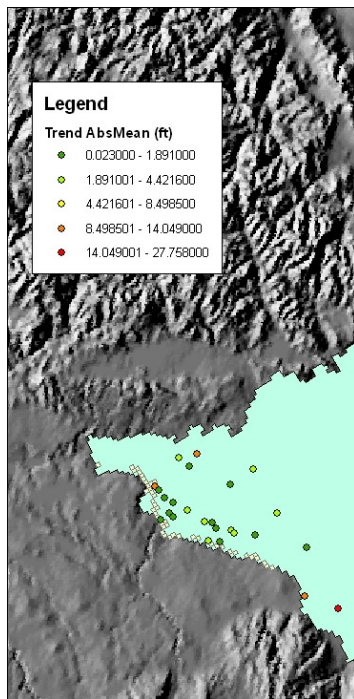 Legend
Trend AbsMean (ft)
0.023000 - 1.891000
1.891001 - 4.421600
4.421601 - 8.498500
8.498501 - 14.049000
14.049001 - 27.758000